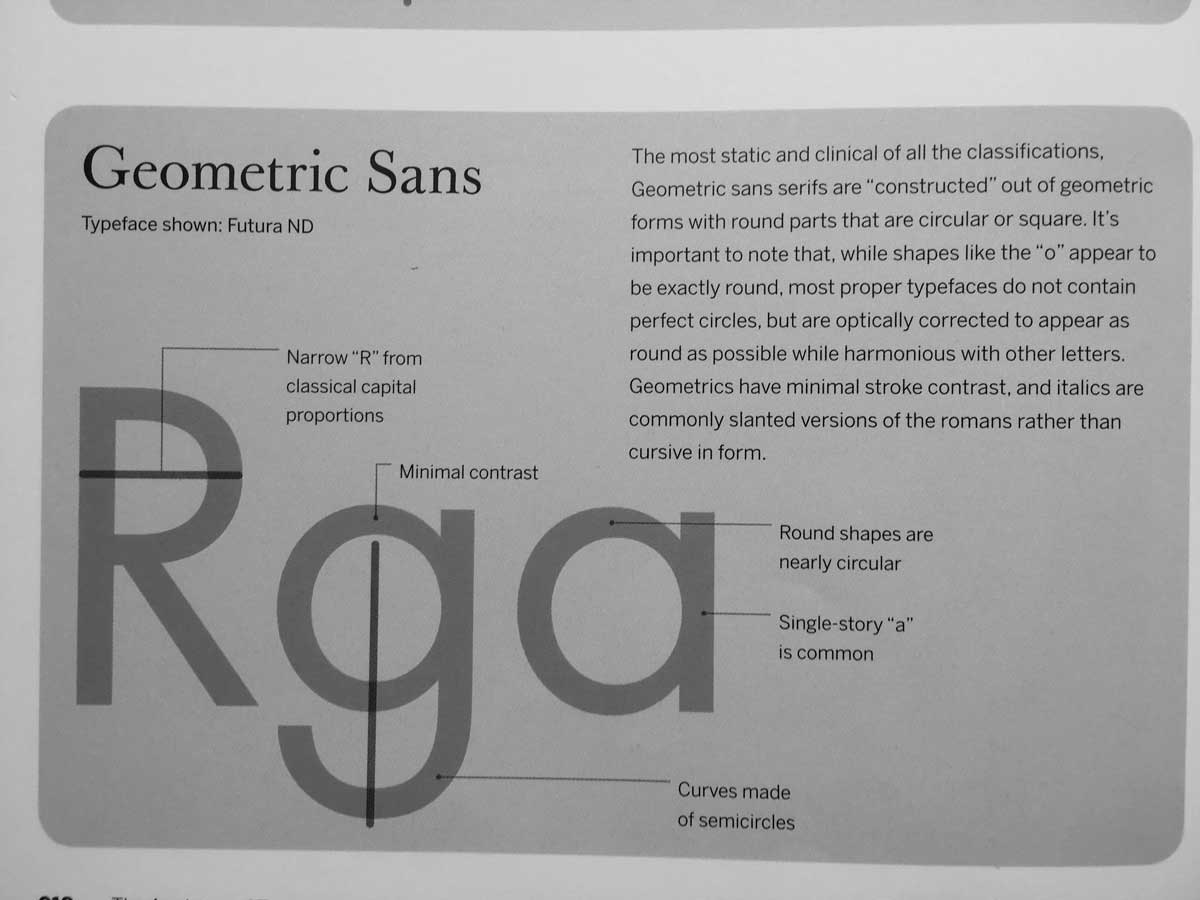 Geometric Sans
Typeface shown: Futura ND
The most static and clinical of all the classifications,
Geometric sans serifs are “constructed” out of geometric
forms with round parts that are circular or square. It’s
important to note that, while shapes like the “o” appear to
be exactly round, most proper typefaces do not contain
perfect circles, but are optically corrected to appear as
round as possible while harmonious with other letters.
Geometrics have minimal stroke contrast, and italics are
commonly slanted versions of the romans rather than
cursive in form.
Narrow “R” from
classical capital
proportions
Minimal contrast
Rga
Round shapes are
nearly circular
Single-story “a”
is common
Curves made
of semicircles